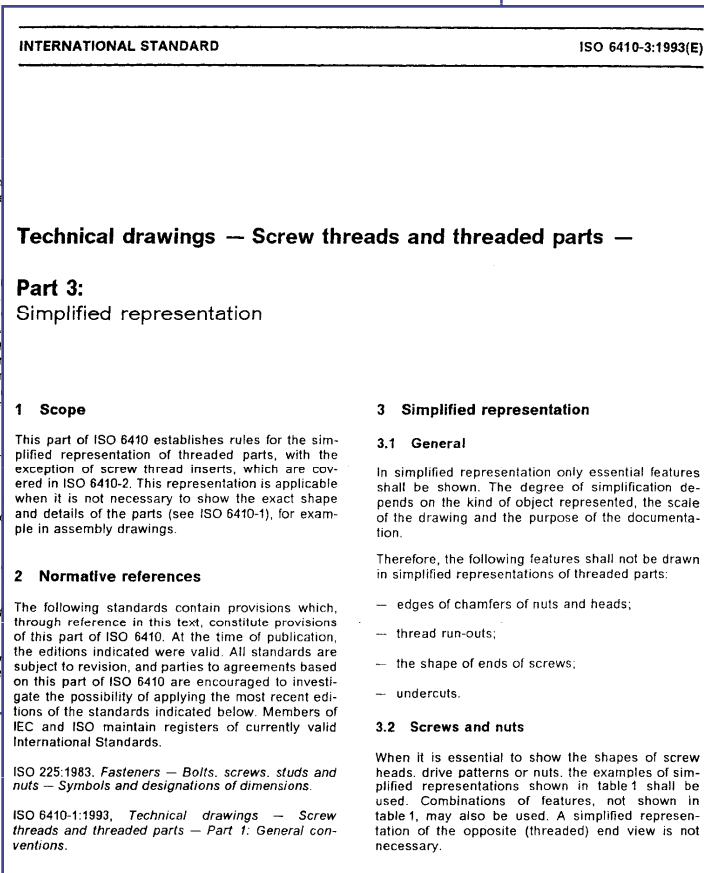 INTERNATIONAL STANDARD
ISO 6410-3:1993(E)
Technical drawings — Screw threads and threaded parts —
Part 3:
Simplified representation
1 Scope
This part of ISO 6410 establishes rules for the sim-
plified representation of threaded parts, with the
exception of screw thread inserts, which are cov-
ered in ISO 6410-2. This representation is applicable
when it is not necessary to show the exact shape
and details of the parts (see ISO 6410-1), for exam-
ple in assembly drawings.
2 Normative references
The following standards contain provisions which,
through reference in this text, constitute provisions
of this part of ISO 6410. At the time of publication,
the editions indicated were valid. All standards are
subject to revision, and parties to agreements based
on this part of ISO 6410 are encouraged to investi-
gate the possibility of applying the most recent edi-
tions of the standards indicated below. Members of
IEC and ISO maintain registers of currently valid
International Standards.
ISO 225:1983. Fasteners — Bolts. screws. studs and
nuts — Symbols and designations of dimensions.
ISO 6410-1:1993, Technical drawings — Screw
threads and threaded parts — Part 1: General con-
ventions.
3 Simplified representation
3.1 General
In simplified representation only essential features
shall be shown. The degree of simplification de-
pends on the kind of object represented, the scale
of the drawing and the purpose of the documenta-
tion.
Therefore, the following features shall not be drawn
in simplified representations of threaded parts:
— edges of chamfers of nuts and heads;
— thread run-outs;
— the shape of ends of screws;
— undercuts.
3.2 Screws and nuts
When it is essential to show the shapes of screw
heads. drive patterns or nuts. the examples of sim-
plified representations shown in table 1 shall be
used. Combinations of features, not shown in
table 1, may also be used. A simplified represen-
tation of the opposite (threaded) end view is not
necessary.